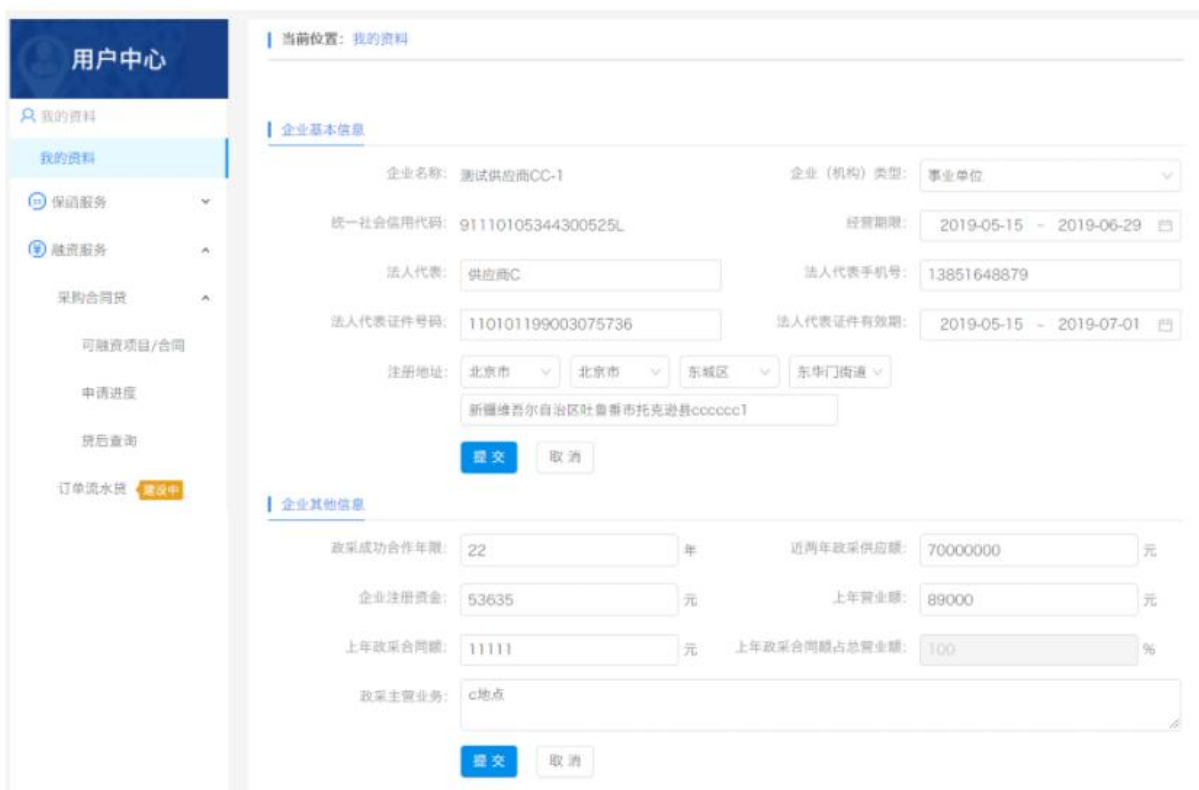 用户中心
我的资料
我的资料
保函服务
融资服务
采购合同贷
可融资项目/合同
申请进度
贷后查询
订单流水贷 建设中
当前位置: 我的资料
企业基本信息
企业名称: 测试供应商CC-1 企业（机构）类型: 事业单位
统一社会信用代码: 91110105344300525L 经营期限: 2019-05-15 ~ 2019-06-29
法人代表: 供应商C 法人代表手机号: 13851648879
法人代表证件号码: 110101199003075736 法人代表证件有效期: 2019-05-15 ~ 2019-07-01
注册地址: 北京市 北京市 东城区 东华门街道
新疆维吾尔自治区吐鲁番市托克逊县cccccc1
提交 取消
企业其他信息
政采成功合作年限: 22 年 近两年政采供应额: 70000000 元
企业注册资金: 53635 元 上年营业额: 89000 元
上年政采合同额: 11111 元 上年政采合同额占总营业额: 100 %
政采主营业务: c地点
提交 取消